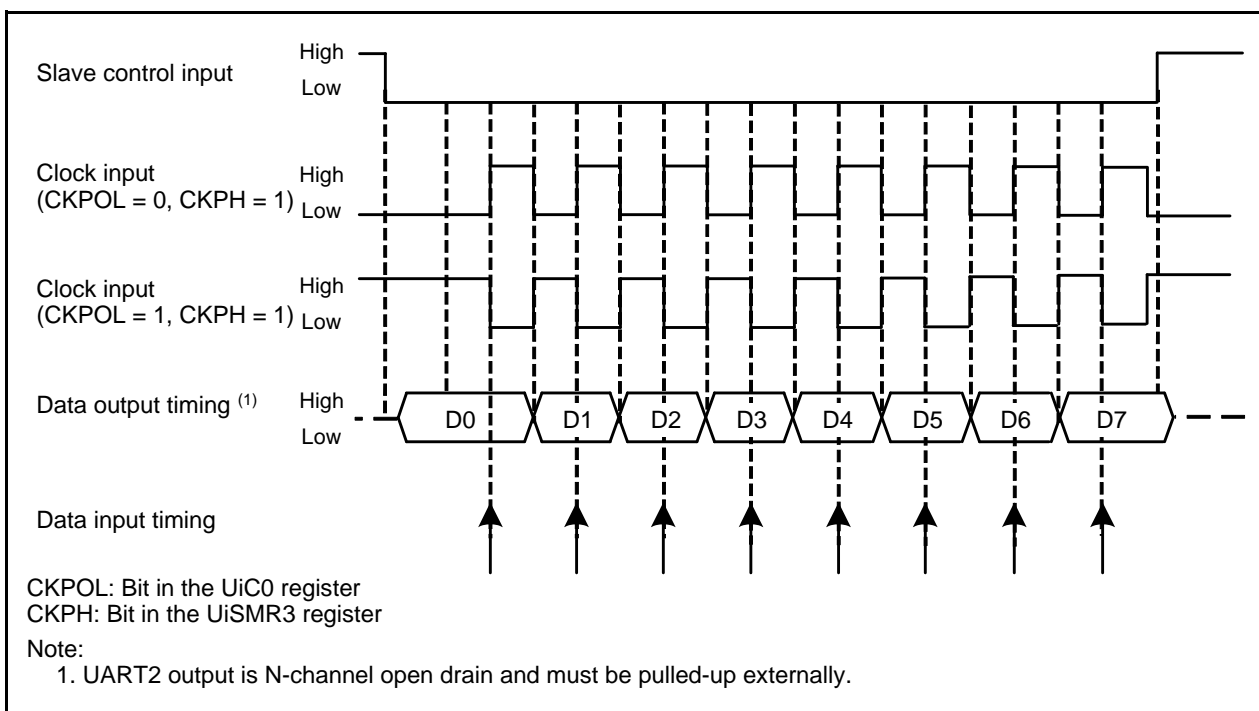 Slave control input
High
Low
Clock input
(CKPOL = 0, CKPH = 1)
High
Low
Clock input
(CKPOL = 1, CKPH = 1)
High
Low
Data output timing (1)
High
Low
D0 D1 D2 D3 D4 D5 D6 D7
Data input timing
CKPOL: Bit in the UiC0 register
CKPH: Bit in the UiSMR3 register
Note:
1. UART2 output is N-channel open drain and must be pulled-up externally.